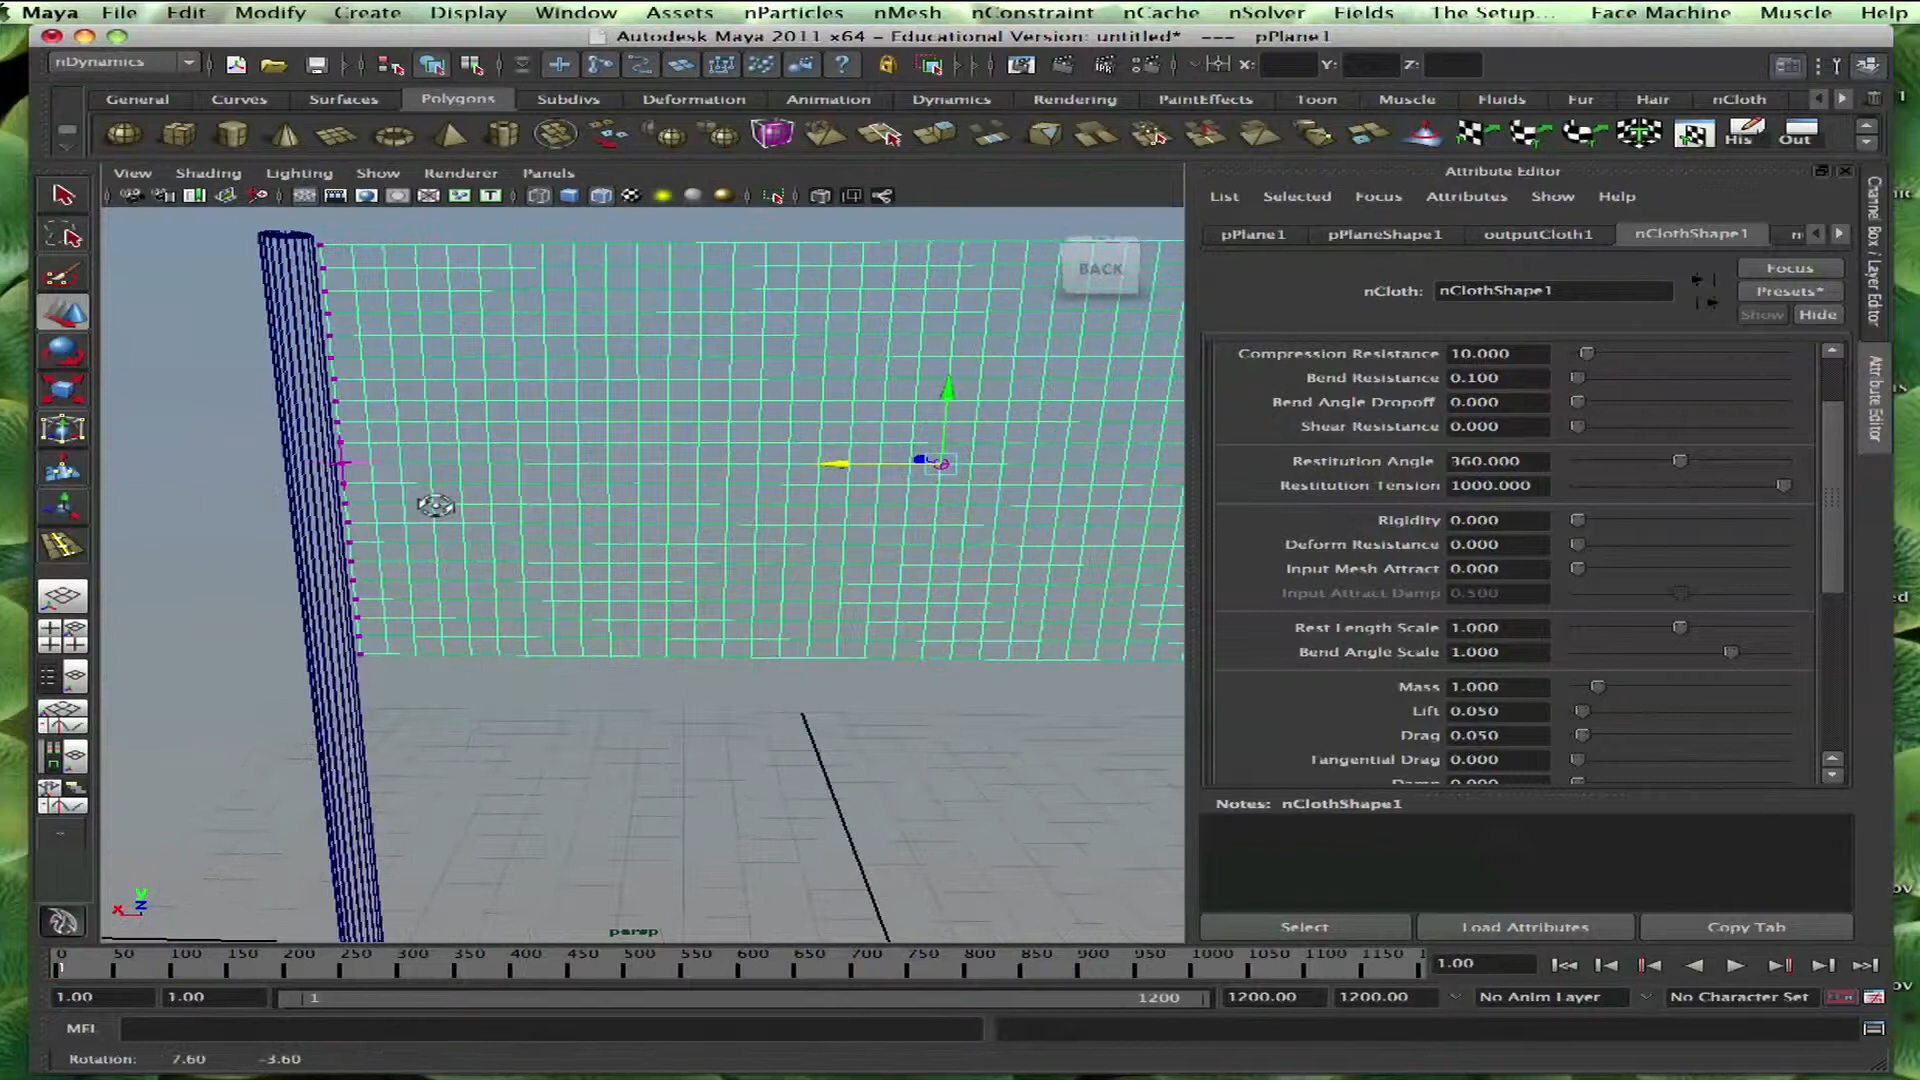 Maya File Edit Modify Create Display Window Assets nParticles nMesh nConstraint nCache nSolver Fields The Setup... Face Machine Muscle Help
Autodesk Maya 2011 x64 – Educational Version: untitled* --- pPlane1
nDynamics X: Y: Z:
General Curves Surfaces Polygons Subdivs Deformation Animation Dynamics Rendering PaintEffects Toon Muscle Fluids Fur Hair nCloth
His Out
View Shading Lighting Show Renderer Panels
Attribute Editor
List Selected Focus Attributes Show Help
pPlane1 pPlaneShape1 outputCloth1 nClothShape1
BACK
nCloth: nClothShape1
Focus
Presets*
Show Hide
Compression Resistance 10.000
Bend Resistance 0.100
Bend Angle Dropoff 0.000
Shear Resistance 0.000
Restitution Angle 360.000
Restitution Tension 1000.000
Rigidity 0.000
Deform Resistance 0.000
Input Mesh Attract 0.000
Input Attract Damp 0.500
Rest Length Scale 1.000
Bend Angle Scale 1.000
Mass 1.000
Lift 0.050
Drag 0.050
Tangential Drag 0.000
Damp 0.000
Notes: nClothShape1
Select Load Attributes Copy Tab
Channel Box / Layer Editor
Attribute Editor
y
x z
persp
0 50 100 150 200 250 300 350 400 450 500 550 600 650 700 750 800 850 900 950 1000 1050 1100 1150 1.00
1
1.00 1.00 1 1200 1200.00 1200.00 No Anim Layer No Character Set
MEL
Rotation: 7.60 -3.60